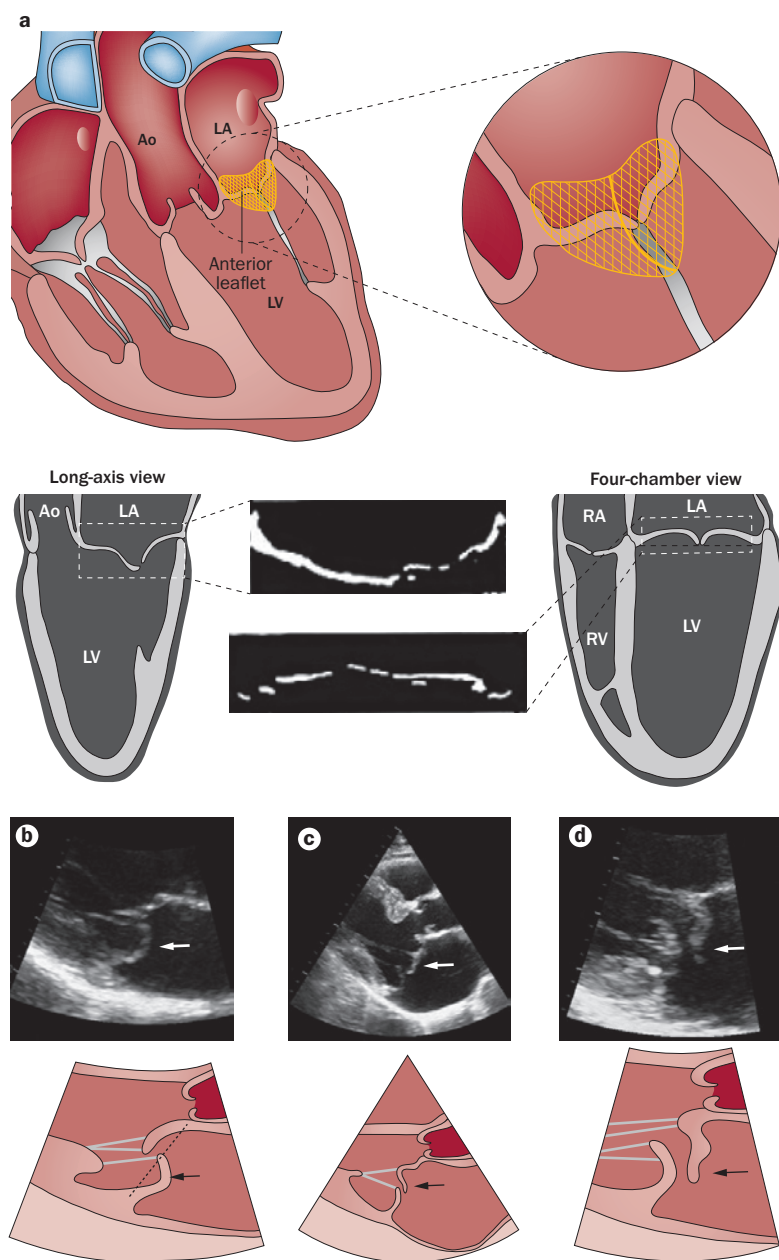 a
Ao
LA
Anterior
leaflet
LV
Long-axis view
Four-chamber view
Ao
LA
LV
RA
LA
RV
LV
b
c
d